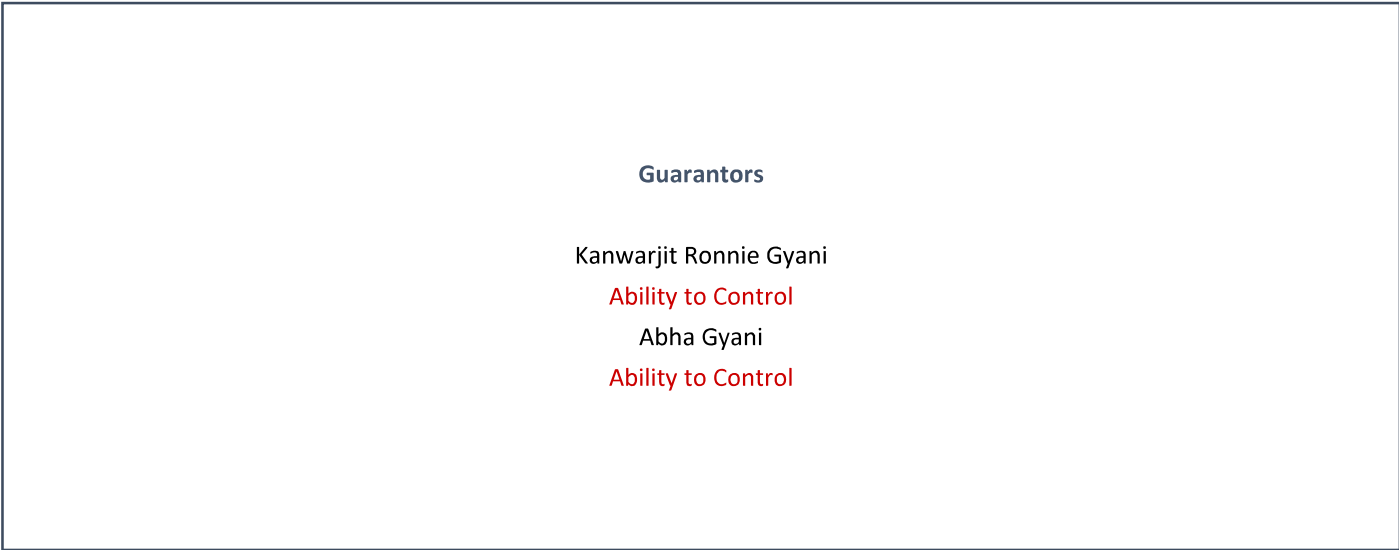 Guarantors
Kanwarjit Ronnie Gyani
Ability to Control
Abha Gyani
Ability to Control